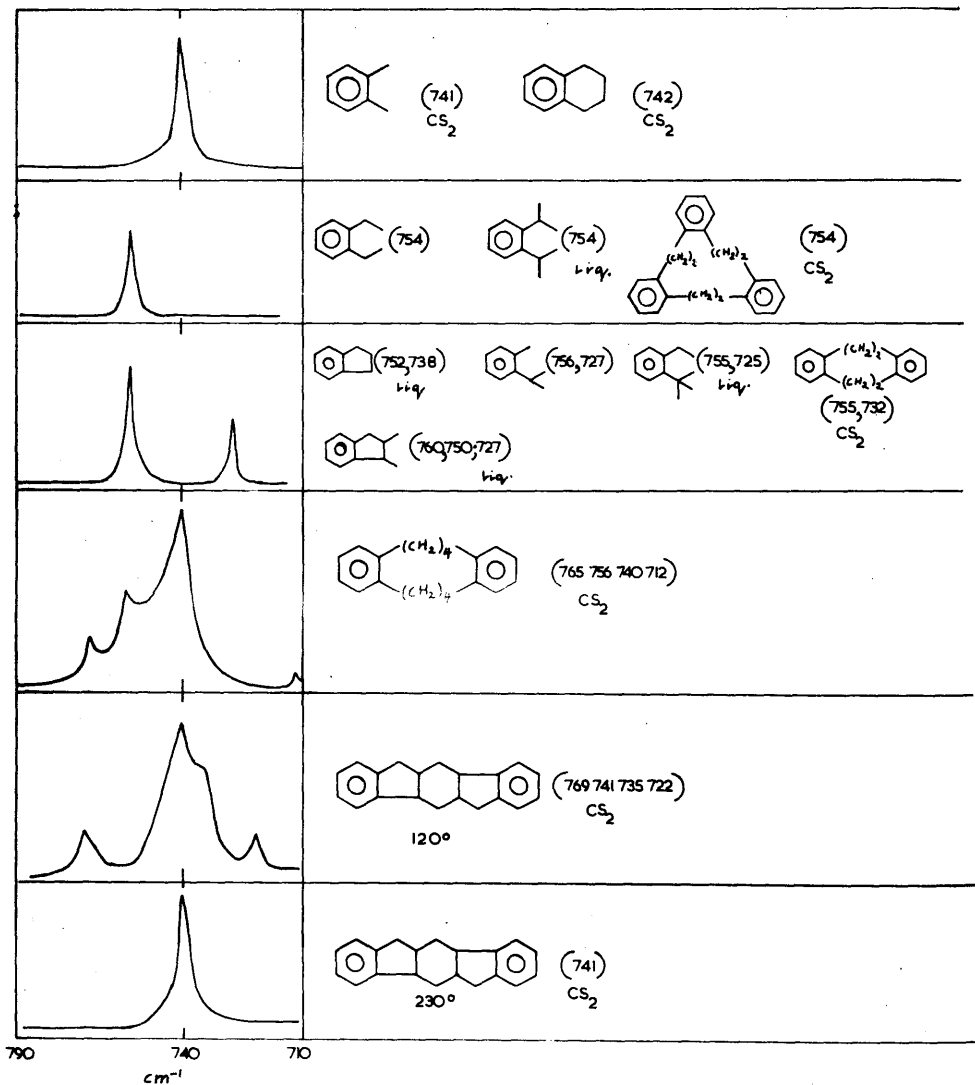 (741)
CS2
(742)
CS2
(754)
(754)
Liq.
(CH2)2
(CH2)2
(CH2)2
(754)
CS2
(752,738)
Liq
(756,727)
(755,725)
Liq.
(CH2)2
(CH2)2
(755,732)
CS2
(760,750;727)
Liq.
(CH2)4
(CH2)4
(765 756 740 712)
CS2
(769 741 735 722)
CS2
120°
(741)
CS2
230°
790 740 710
cm-1